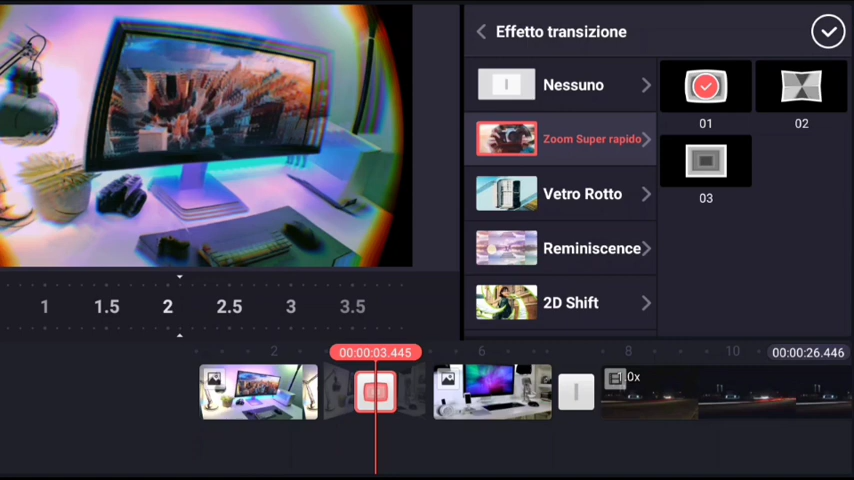 Effetto transizione
Nessuno
01
02
Zoom Super rapido
03
Vetro Rotto
Reminiscence
2D Shift
1 1.5 2 2.5 3 3.5
2 00:00:03.445 6 8 10 00:00:26.446
1.0x